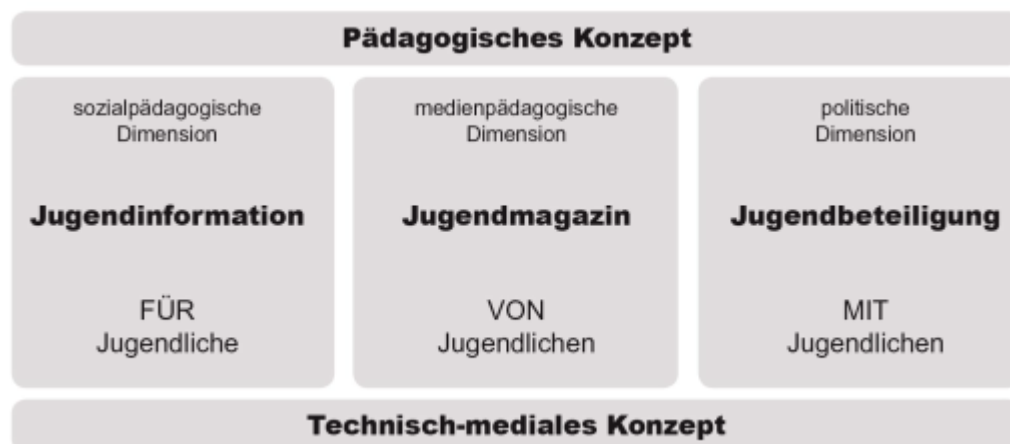 Pädagogisches Konzept
sozialpädagogische
Dimension
Jugendinformation
FÜR
Jugendliche
medienpädagogische
Dimension
Jugendmagazin
VON
Jugendlichen
politische
Dimension
Jugendbeteiligung
MIT
Jugendlichen
Technisch-mediales Konzept